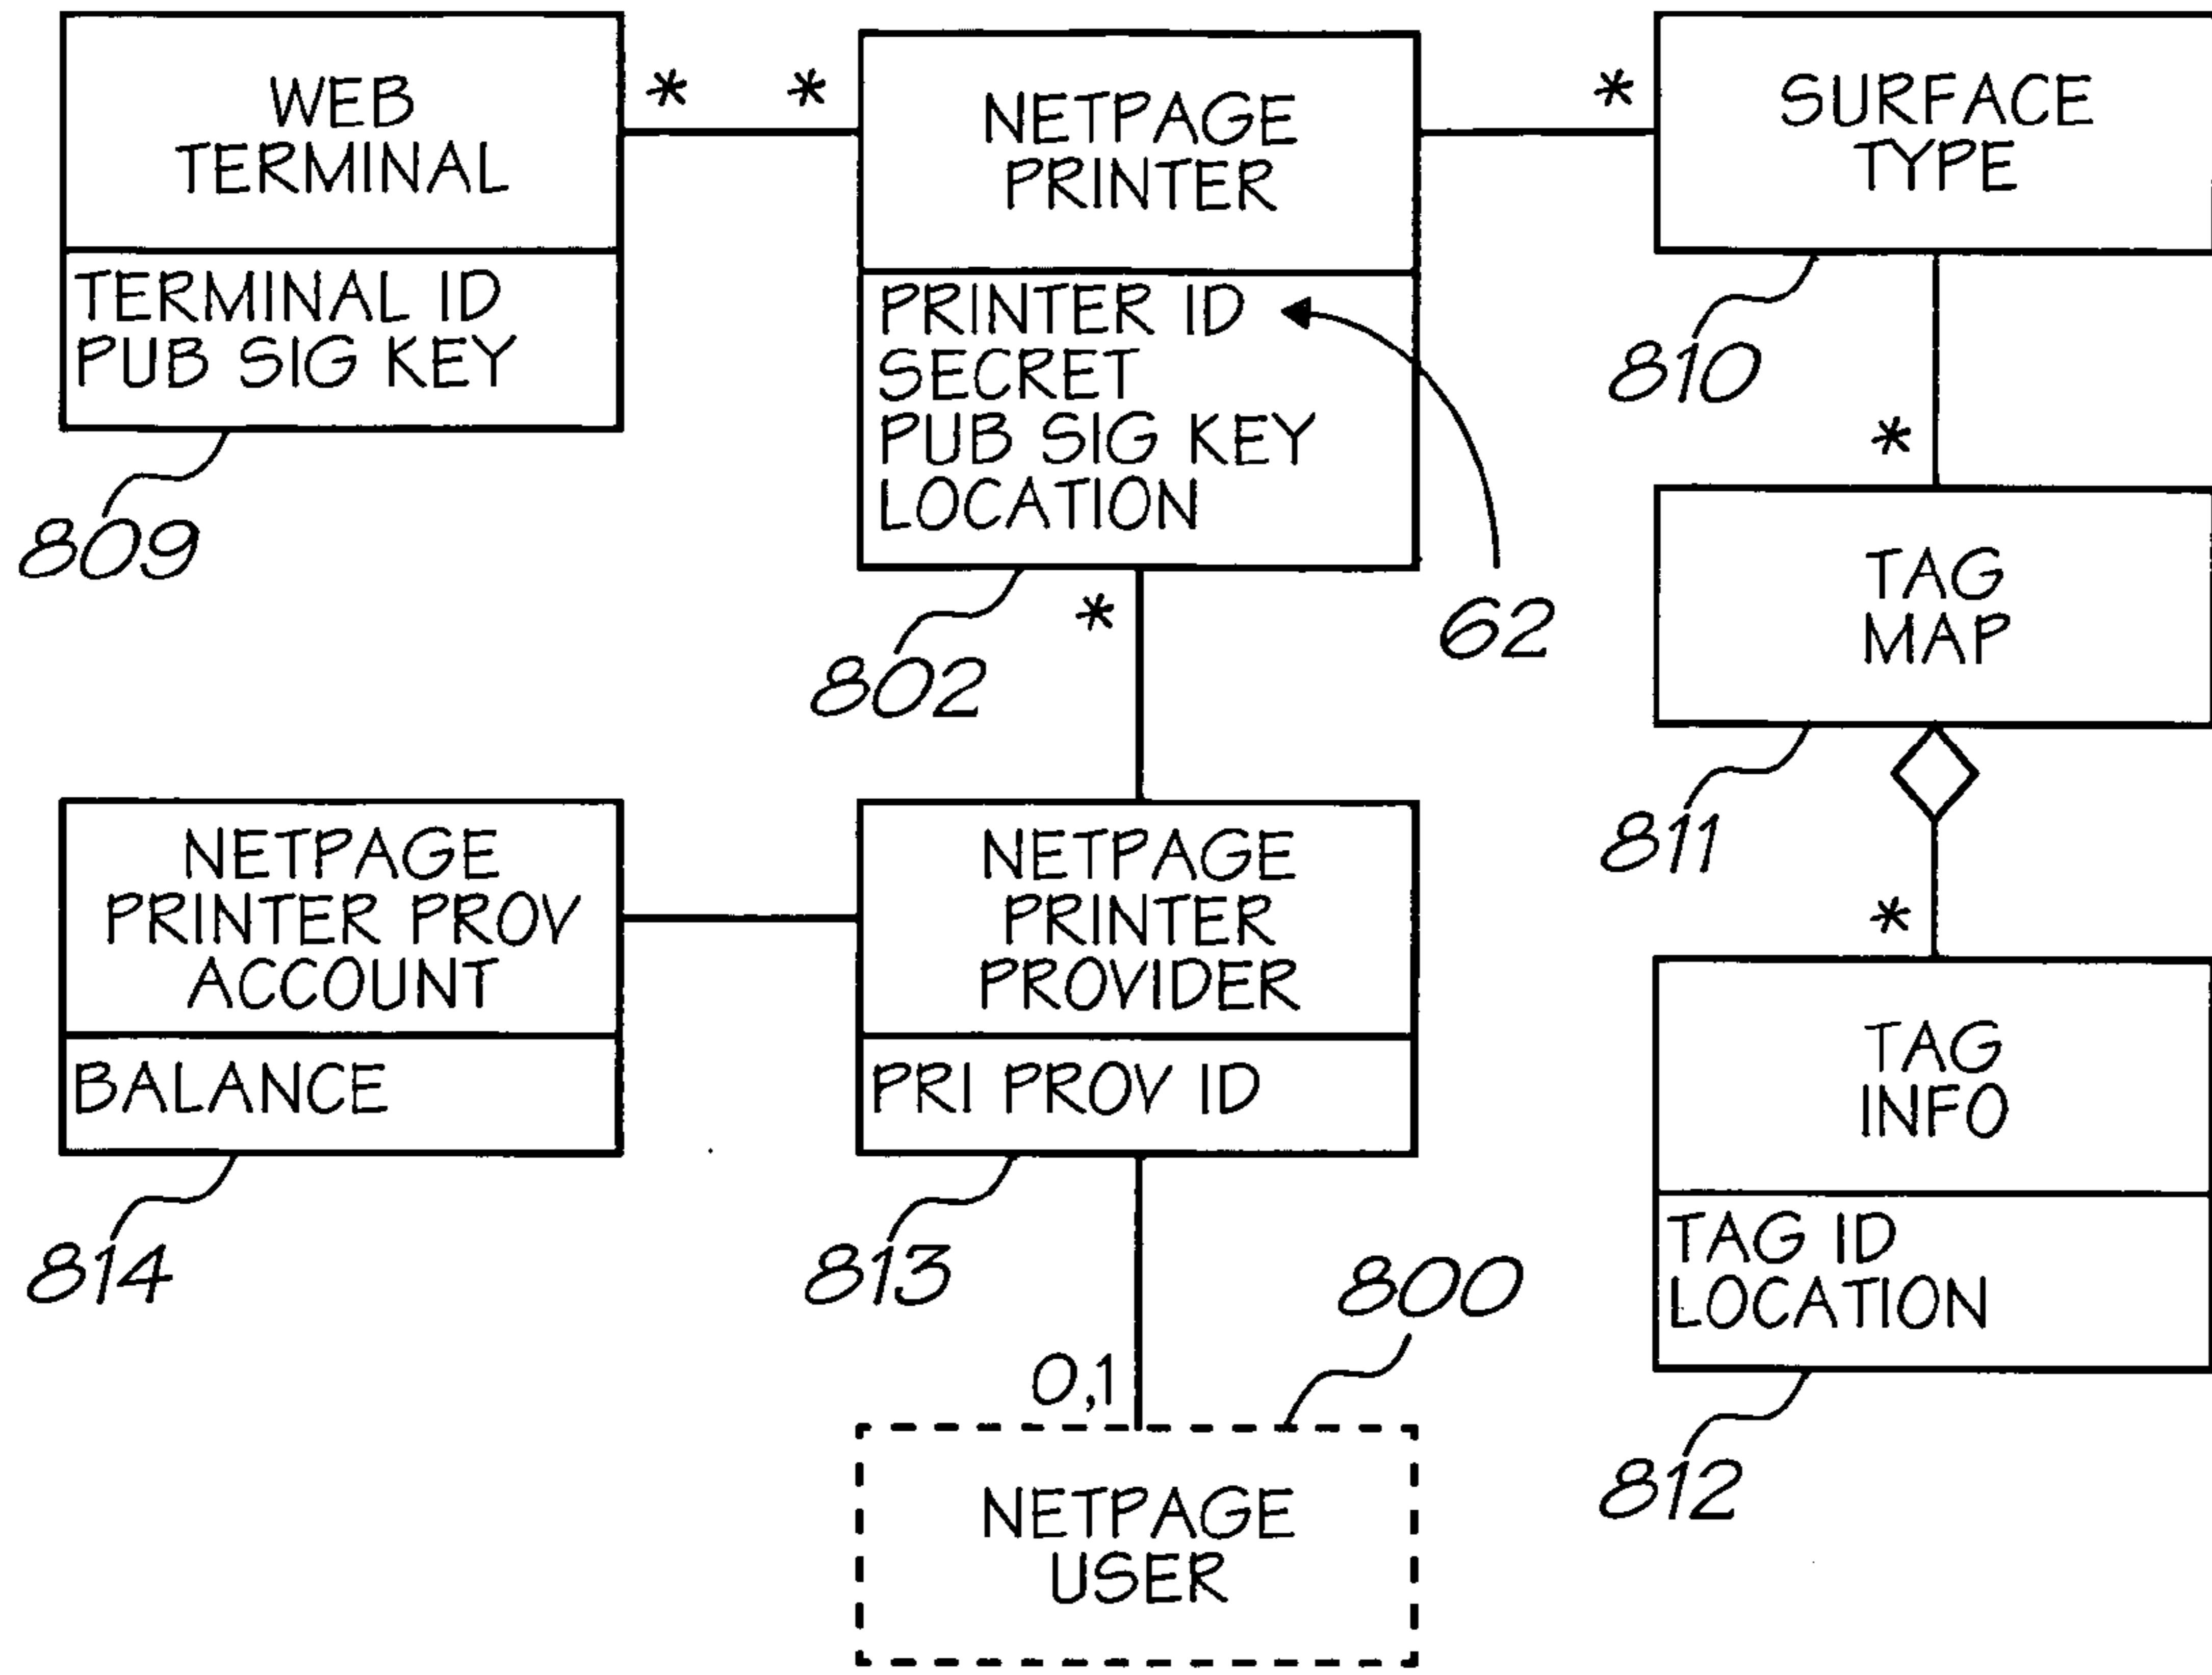 WEB
TERMINAL
TERMINAL ID
PUB SIG KEY
809
*
*
NETPAGE
PRINTER
PRINTER ID
SECRET
PUB SIG KEY
LOCATION
62
802
*
*
SURFACE
TYPE
810
*
TAG
MAP
811
*
TAG
INFO
TAG ID
LOCATION
812
NETPAGE
PRINTER PROV
ACCOUNT
BALANCE
814
NETPAGE
PRINTER
PROVIDER
PRI PROV ID
813
800
0,1
NETPAGE
USER